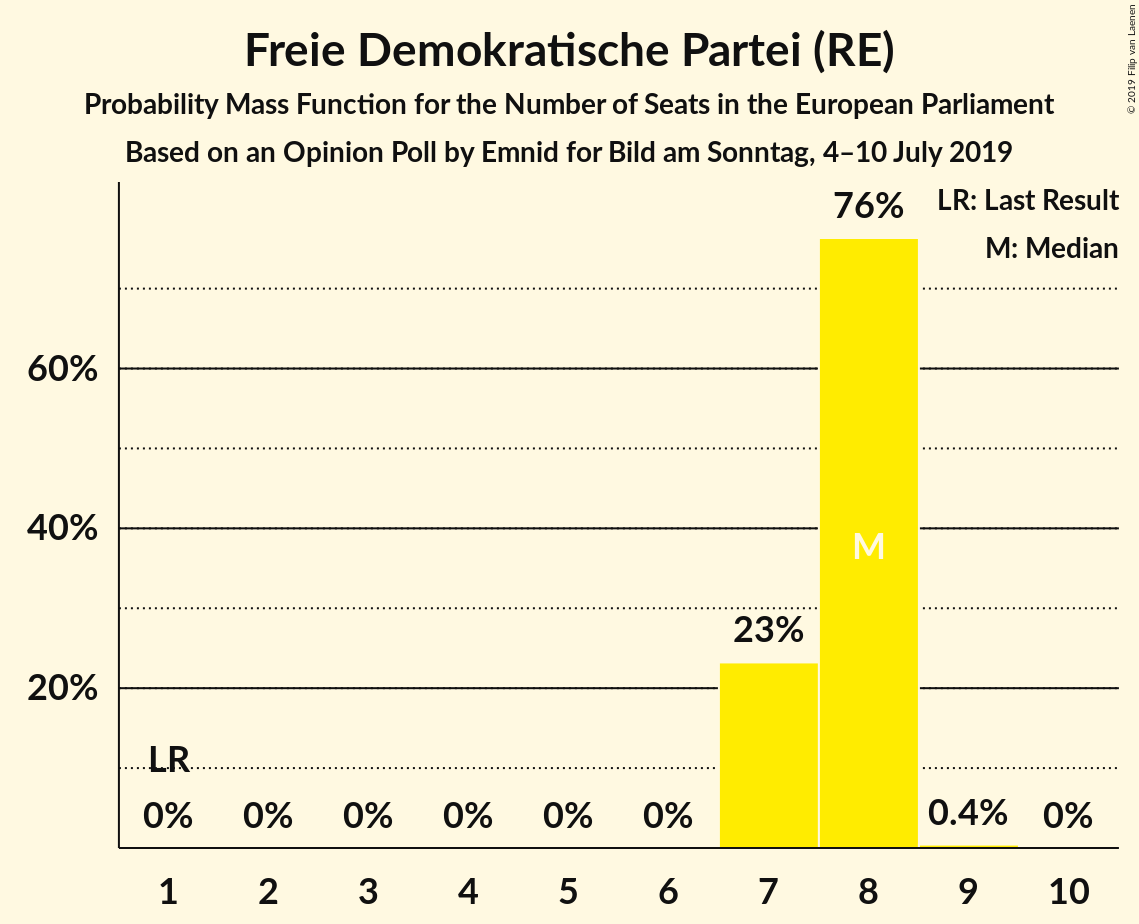 Freie Demokratische Partei (RE)
Probability Mass Function for the Number of Seats in the European Parliament
Based on an Opinion Poll by Emnid for Bild am Sonntag, 4–10 July 2019
© 2019 Filip van Laenen
LR: Last Result
M: Median
76%
60%
40%
M
23%
20%
LR
0% 0% 0% 0% 0% 0% 0.4% 0%
1 2 3 4 5 6 7 8 9 10